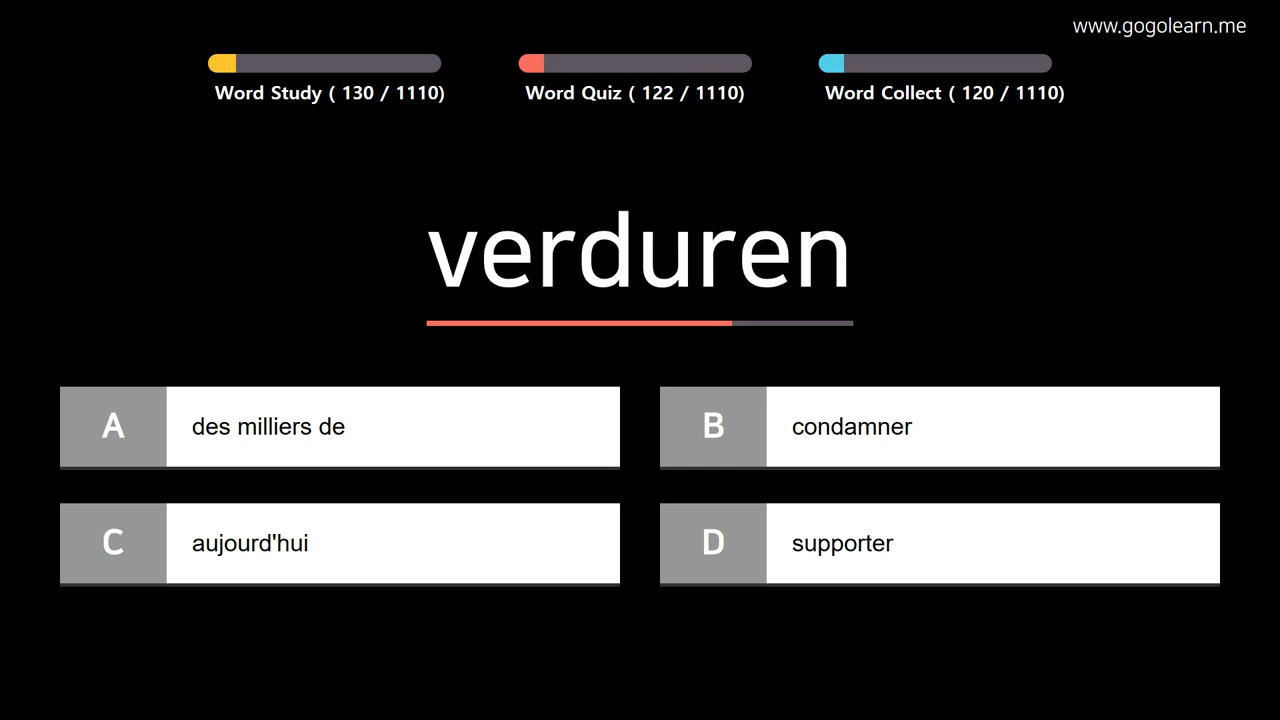 www.gogolearn.me
Word Study ( 130 / 1110)
Word Quiz ( 122 / 1110)
Word Collect ( 120 / 1110)
verduren
A
des milliers de
B
condamner
C
aujourd'hui
D
supporter